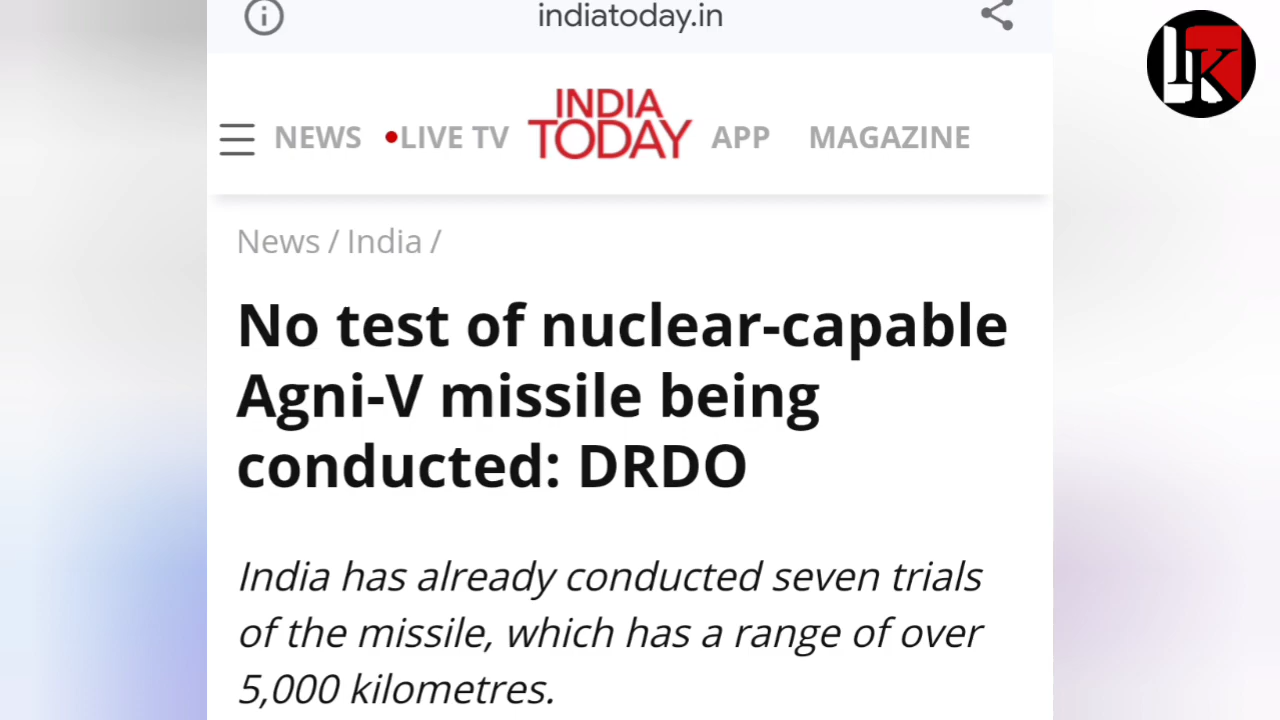 indiatoday.in
NEWS LIVE TV INDIA TODAY APP MAGAZINE
News / India /
No test of nuclear-capable
Agni-V missile being
conducted: DRDO
India has already conducted seven trials
of the missile, which has a range of over
5,000 kilometres.